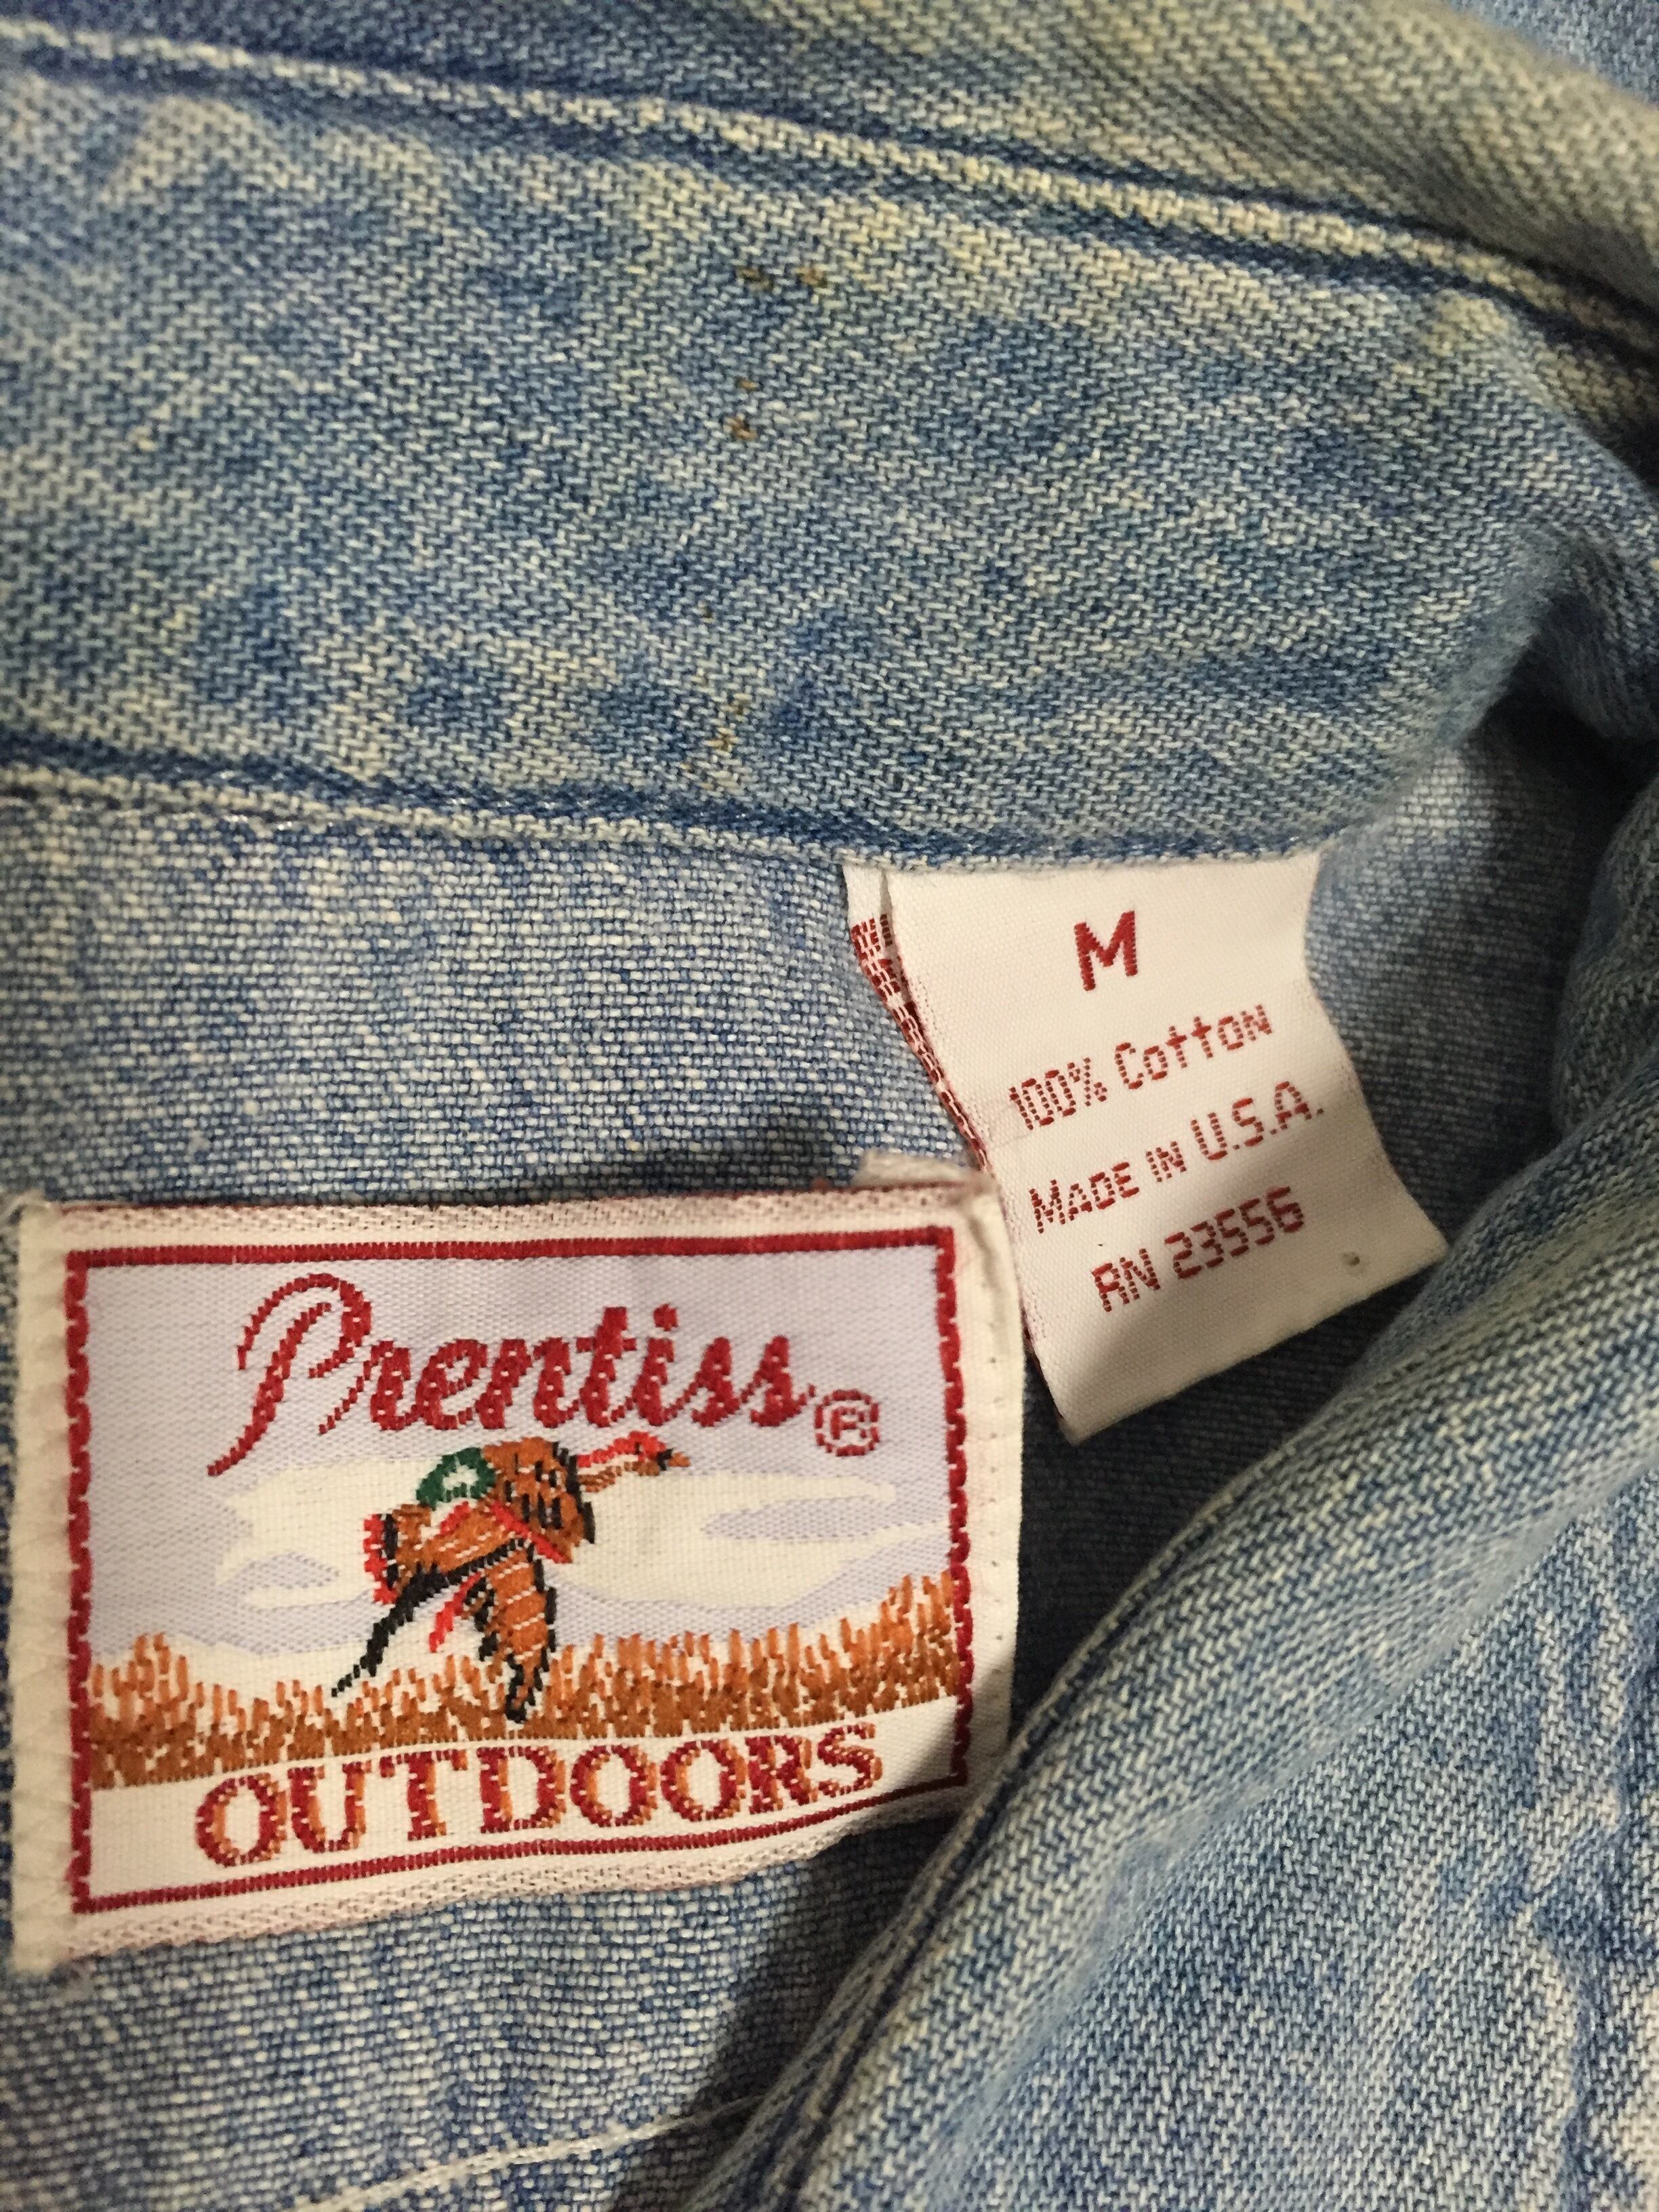 M
100% Cotton
MADE IN U.S.A.
RN 23556
Prentiss®
OUTDOORS